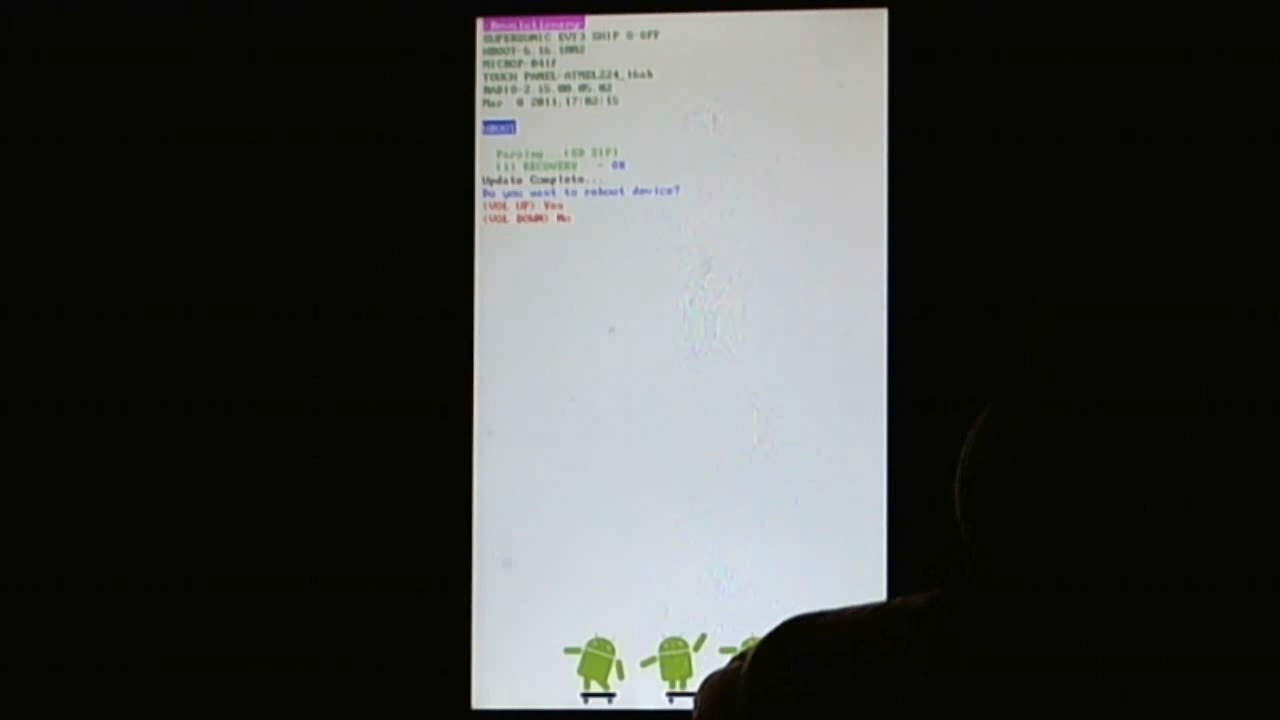 Revolutionary
SUPERSONIC EVT3 SHIP S-OFF
HBOOT-6.16.1002
MICROP-041f
TOUCH PANEL-ATMEL224_16ab
RADIO-2.15.00.05.02
Mar 8 2011,17:02:15
HBOOT
Parsing...[SD ZIP]
[1] RECOVERY - OK
Update Complete...
Do you want to reboot device?
<VOL UP> Yes
<VOL DOWN> No